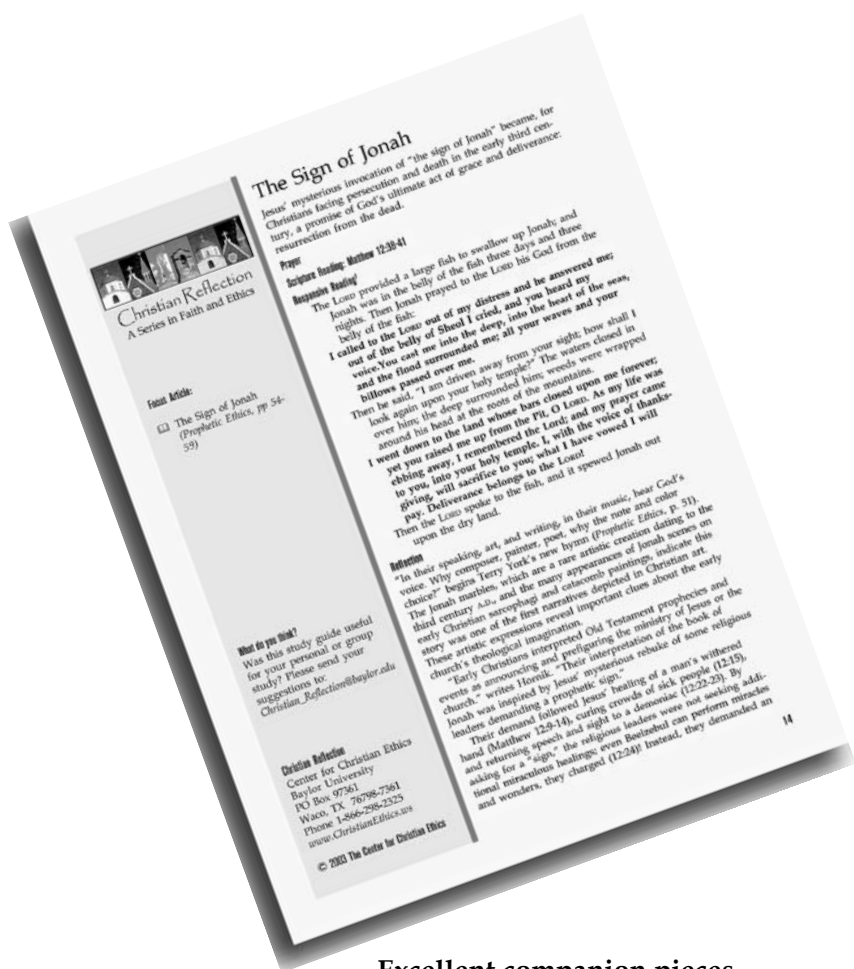 The Sign of Jonah
Jesus' mysterious invocation of "the sign of Jonah" became, for
Christians facing persecution and death in the early third cen-
tury, a promise of God's ultimate act of grace and deliverance:
resurrection from the dead.
Prayer
Scripture Reading: Matthew 12:38-41
Responsive Reading†
The LORD provided a large fish to swallow up Jonah; and
Jonah was in the belly of the fish three days and three
nights. Then Jonah prayed to the LORD his God from the
belly of the fish:
I called to the LORD out of my distress and he answered me;
out of the belly of Sheol I cried, and you heard my
voice. You cast me into the deep, into the heart of the seas,
and the flood surrounded me; all your waves and your
billows passed over me.
Then he said, "I am driven away from your sight; how shall I
look again upon your holy temple?" The waters closed in
over him; the deep surrounded him; weeds were wrapped
around his head at the roots of the mountains.
I went down to the land whose bars closed upon me forever;
yet you raised me up from the Pit, O LORD. As my life was
ebbing away, I remembered the Lord; and my prayer came
to you, into your holy temple. I, with the voice of thanks-
giving, will sacrifice to you; what I have vowed I will
pay. Deliverance belongs to the LORD!
Then the LORD spoke to the fish, and it spewed Jonah out
upon the dry land.
Reflection
"In their speaking, art, and writing, in their music, hear God's
voice. Why composer, painter, poet, why the note and color
choice?" begins Terry York's new hymn (Prophetic Ethics, p. 51).
The Jonah marbles, which are a rare artistic creation dating to the
third century A.D., and the many appearances of Jonah scenes on
early Christian sarcophagi and catacomb paintings, indicate this
story was one of the first narratives depicted in Christian art.
These artistic expressions reveal important clues about the early
church's theological imagination.
"Early Christians interpreted Old Testament prophecies and
events as announcing and prefiguring the ministry of Jesus or the
church," writes Hornik. "Their interpretation of the book of
Jonah was inspired by Jesus' mysterious rebuke of some religious
leaders demanding a prophetic sign."
Their demand followed Jesus' healing of a man's withered
hand (Matthew 12:9-14), curing crowds of sick people (12:15),
and returning speech and sight to a demoniac (12:22-23). By
asking for a "sign," the religious leaders were not seeking addi-
tional miraculous healings; even Beelzebul can perform miracles
and wonders, they charged (12:24)! Instead, they demanded an
14
Christian Reflection
A Series in Faith and Ethics
Focus Article:
The Sign of Jonah
(Prophetic Ethics, pp 54-
59)
What do you think?
Was this study guide useful
for your personal or group
study? Please send your
suggestions to:
Christian_Reflection@baylor.edu
Christian Reflection
Center for Christian Ethics
Baylor University
PO Box 97361
Waco, TX 76798-7361
Phone 1-866-298-2325
www.ChristianEthics.ws
© 2003 The Center for Christian Ethics
Excellent companion pieces